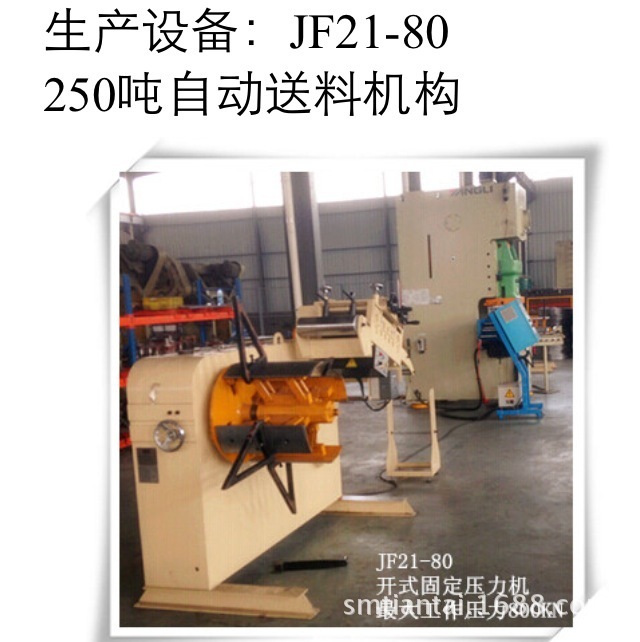 生产设备：JF21-80
250吨自动送料机构
YANGLI
JF21-80
开式固定压力机
最大工作压力800KN
smtiantai.1688.com